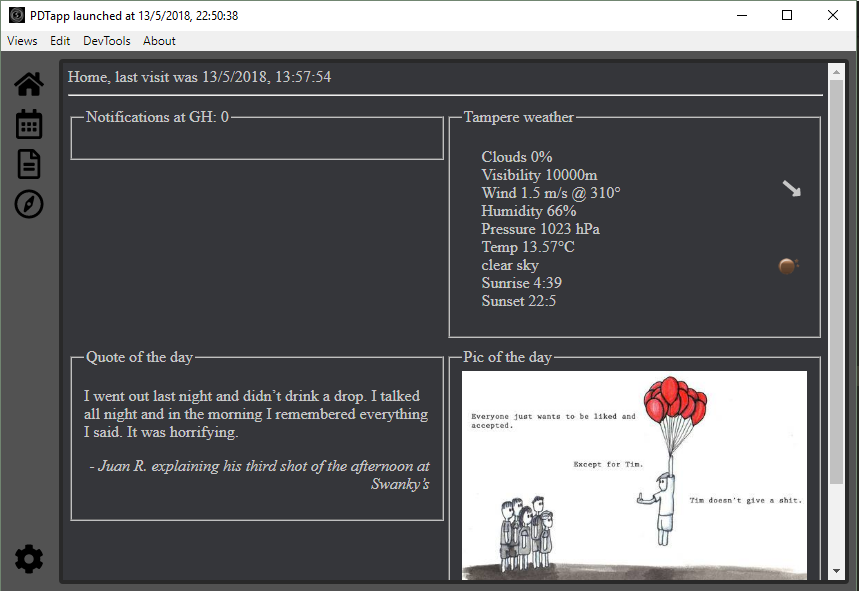 PDTapp launched at 13/5/2018, 22:50:38
Views Edit DevTools About
Home, last visit was 13/5/2018, 13:57:54
Notifications at GH: 0
Tampere weather
Clouds 0%
Visibility 10000m
Wind 1.5 m/s @ 310°
Humidity 66%
Pressure 1023 hPa
Temp 13.57°C
clear sky
Sunrise 4:39
Sunset 22:5
Quote of the day
I went out last night and didn’t drink a drop. I talked
all night and in the morning I remembered everything
I said. It was horrifying.
- Juan R. explaining his third shot of the afternoon at
Swanky’s
Pic of the day
Everyone just wants to be liked and
accepted.
Except for Tim.
Tim doesn't give a shit.